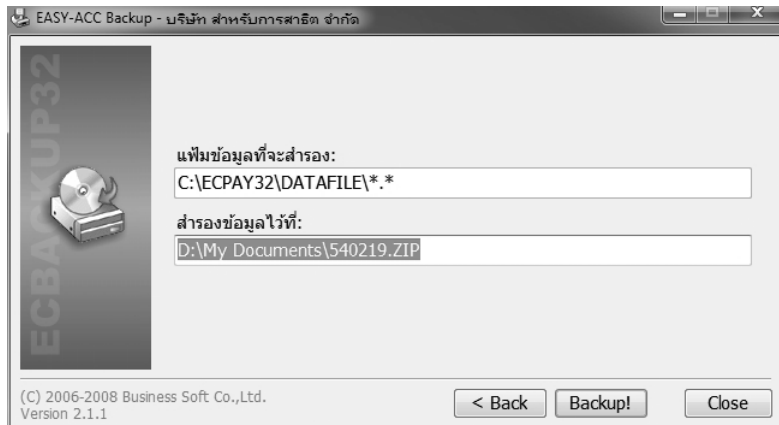 EASY-ACC Backup - บริษัท สำหรับการสาธิต จำกัด
ECBACKUP32
แฟ้มข้อมูลที่จะสำรอง:
C:\ECPAY32\DATAFILE\*.*
สำรองข้อมูลไว้ที่:
D:\My Documents\540219.ZIP
(C) 2006-2008 Business Soft Co.,Ltd.
Version 2.1.1
< Back
Backup!
Close